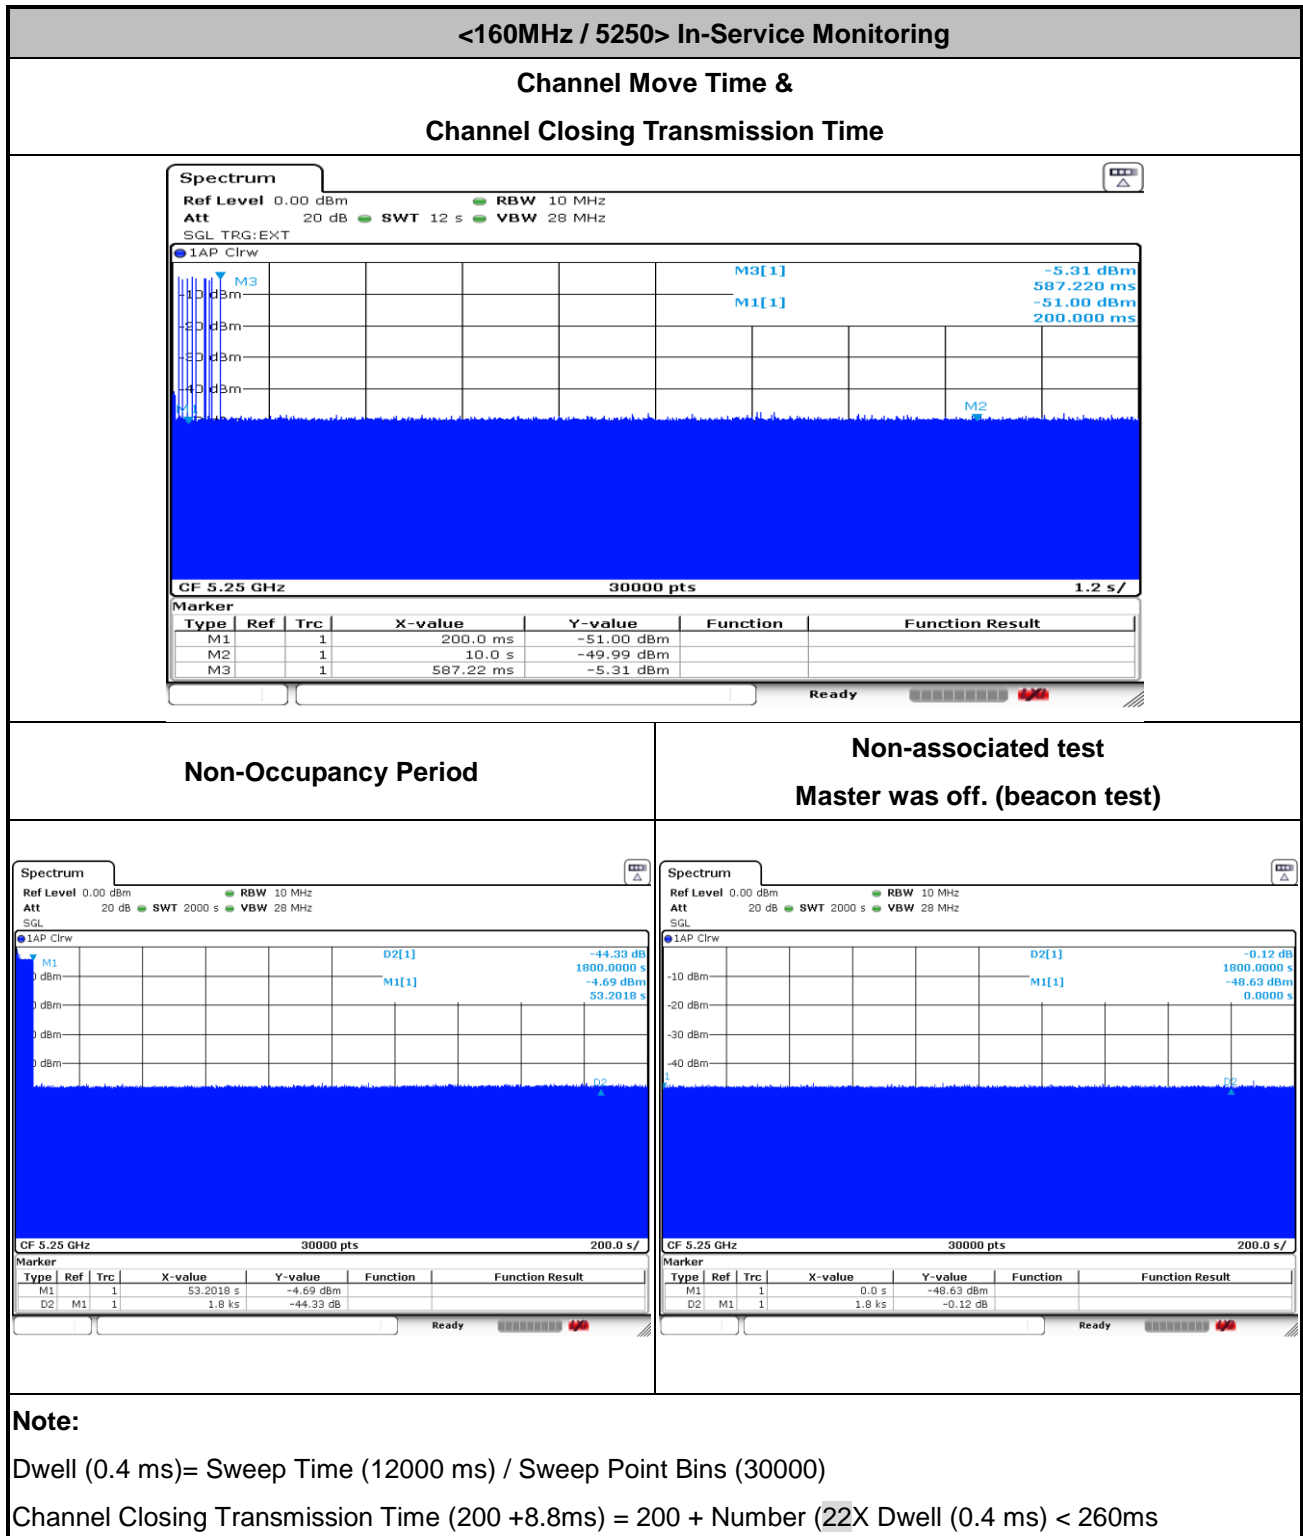 <160MHz / 5250> In-Service Monitoring
Channel Move Time &
Channel Closing Transmission Time
Spectrum
Ref Level 0.00 dBm RBW 10 MHz
Att 20 dB SWT 12 s VBW 28 MHz
SGL TRG:EXT
1AP Clrw
M3[1] -5.31 dBm
587.220 ms
M1[1] -51.00 dBm
200.000 ms
M3
-10 dBm
-20 dBm
-30 dBm
-40 dBm
M1
M2
CF 5.25 GHz 30000 pts 1.2 s/
Marker
Type Ref Trc X-value Y-value Function Function Result
M1 1 200.0 ms -51.00 dBm
M2 1 10.0 s -49.99 dBm
M3 1 587.22 ms -5.31 dBm
Ready
Non-Occupancy Period
Non-associated test
Master was off. (beacon test)
Spectrum
Ref Level 0.00 dBm RBW 10 MHz
Att 20 dB SWT 2000 s VBW 28 MHz
SGL
1AP Clrw
D2[1] -44.33 dB
1800.0000 s
M1[1] -4.69 dBm
53.2018 s
M1
0 dBm
0 dBm
0 dBm
0 dBm
D2
CF 5.25 GHz 30000 pts 200.0 s/
Marker
Type Ref Trc X-value Y-value Function Function Result
M1 1 53.2018 s -4.69 dBm
D2 M1 1 1.8 ks -44.33 dB
Ready
Spectrum
Ref Level 0.00 dBm RBW 10 MHz
Att 20 dB SWT 2000 s VBW 28 MHz
SGL
1AP Clrw
D2[1] -0.12 dB
1800.0000 s
M1[1] -48.63 dBm
0.0000 s
-10 dBm
-20 dBm
-30 dBm
-40 dBm
1
D2
CF 5.25 GHz 30000 pts 200.0 s/
Marker
Type Ref Trc X-value Y-value Function Function Result
M1 1 0.0 s -48.63 dBm
D2 M1 1 1.8 ks -0.12 dB
Ready
Note:
Dwell (0.4 ms)= Sweep Time (12000 ms) / Sweep Point Bins (30000)
Channel Closing Transmission Time (200 +8.8ms) = 200 + Number (22X Dwell (0.4 ms) < 260ms